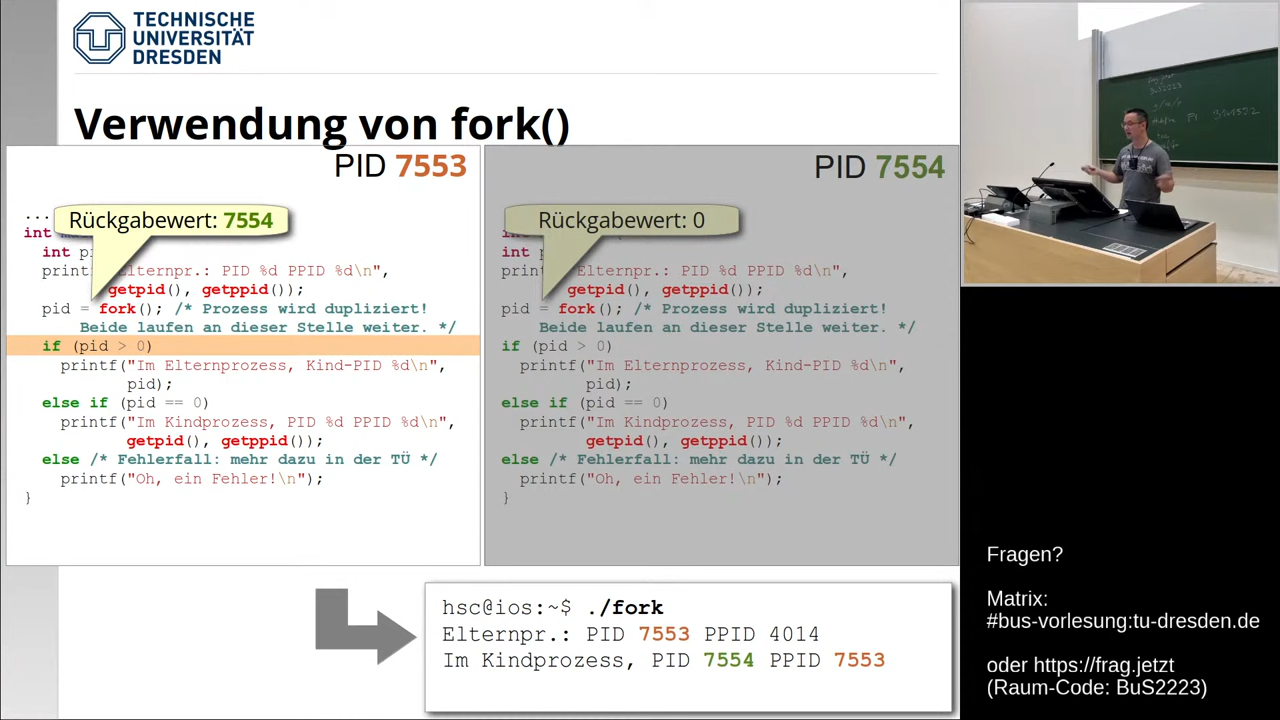 TECHNISCHE
UNIVERSITÄT
DRESDEN
Verwendung von fork()
PID 7553
...
Rückgabewert: 7554
int
int
print Elternpr.: PID %d PPID %d\n",
getpid(), getppid());
pid = fork(); /* Prozess wird dupliziert!
Beide laufen an dieser Stelle weiter. */
if (pid > 0)
printf("Im Elternprozess, Kind-PID %d\n",
pid);
else if (pid == 0)
printf("Im Kindprozess, PID %d PPID %d\n",
getpid(), getppid());
else /* Fehlerfall: mehr dazu in der TÜ */
printf("Oh, ein Fehler!\n");
}
PID 7554
Rückgabewert: 0
int
print Elternpr.: PID %d PPID %d\n",
getpid(), getppid());
pid = fork(); /* Prozess wird dupliziert!
Beide laufen an dieser Stelle weiter. */
if (pid > 0)
printf("Im Elternprozess, Kind-PID %d\n",
pid);
else if (pid == 0)
printf("Im Kindprozess, PID %d PPID %d\n",
getpid(), getppid());
else /* Fehlerfall: mehr dazu in der TÜ */
printf("Oh, ein Fehler!\n");
}
hsc@ios:~$ ./fork
Elternpr.: PID 7553 PPID 4014
Im Kindprozess, PID 7554 PPID 7553
Fragen?
Matrix:
#bus-vorlesung:tu-dresden.de
oder https://frag.jetzt
(Raum-Code: BuS2223)